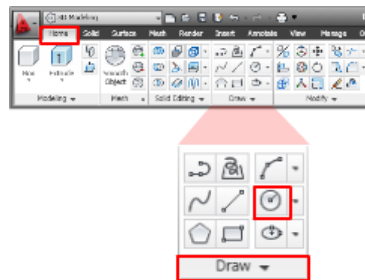 3D Modeling
Home Solid Surface Mesh Render Insert Annotate View Manage
Box Extrude Smooth Object
Modeling Mesh Solid Editing Draw Modify
Draw